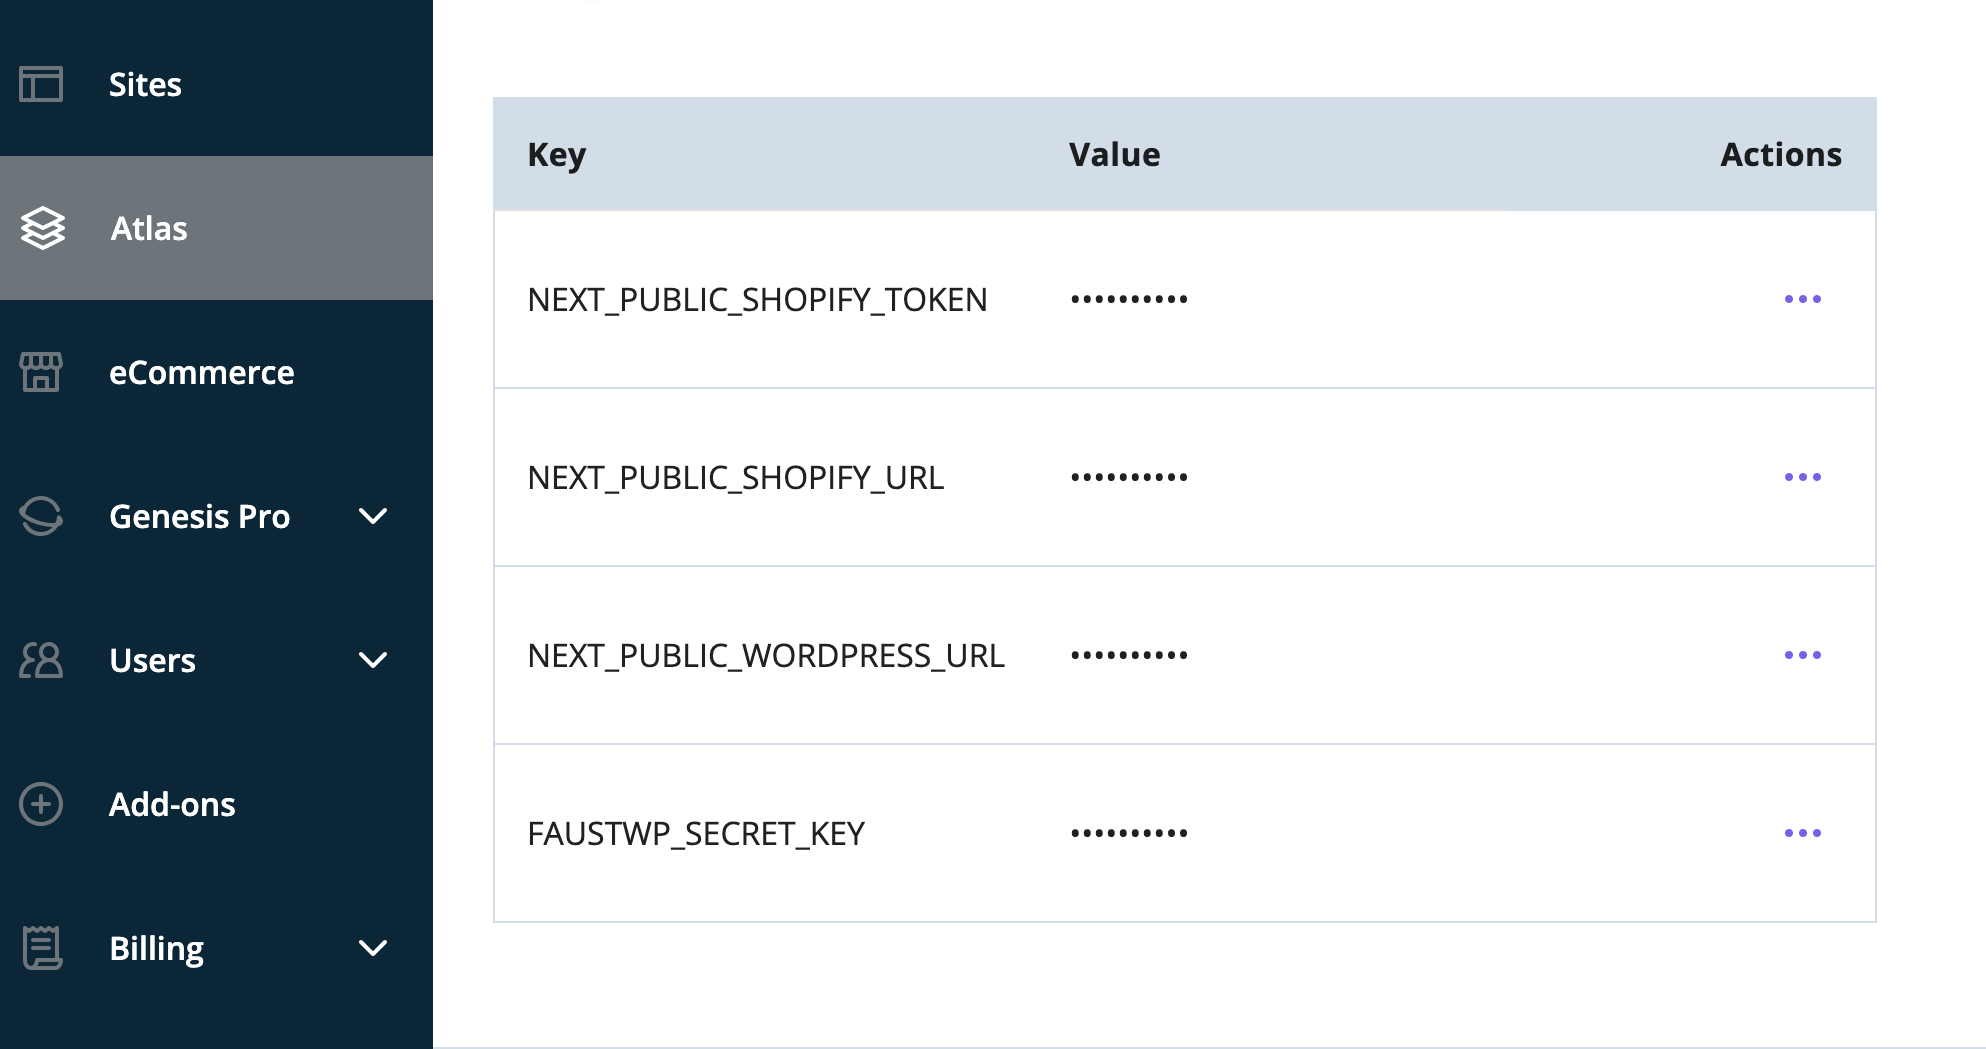 Sites
Atlas
eCommerce
Genesis Pro
Users
Add-ons
Billing
Key Value Actions
NEXT_PUBLIC_SHOPIFY_TOKEN ••••••••••
NEXT_PUBLIC_SHOPIFY_URL ••••••••••
NEXT_PUBLIC_WORDPRESS_URL ••••••••••
FAUSTWP_SECRET_KEY ••••••••••